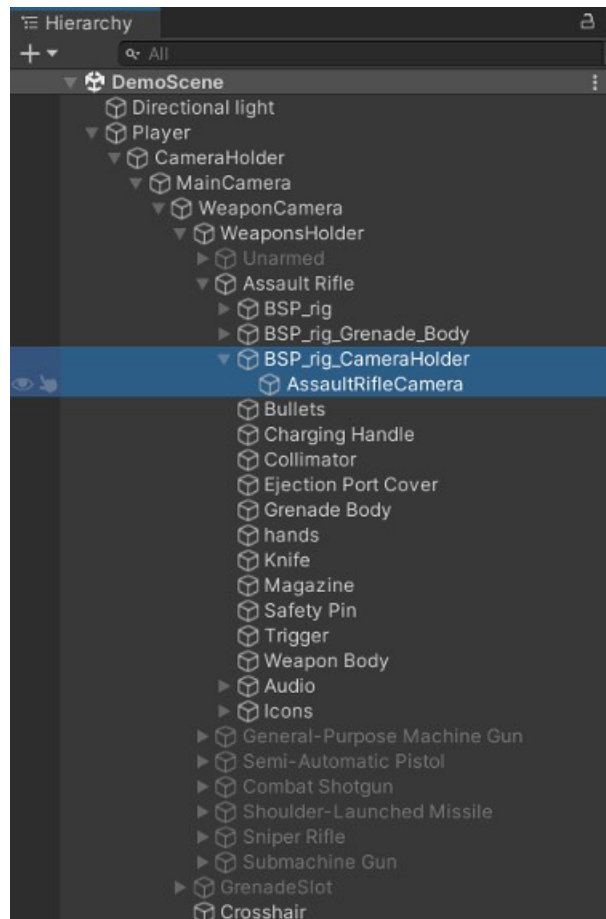 Hierarchy
All
DemoScene
Directional light
Player
CameraHolder
MainCamera
WeaponCamera
WeaponsHolder
Unarmed
Assault Rifle
BSP_rig
BSP_rig_Grenade_Body
BSP_rig_CameraHolder
AssaultRifleCamera
Bullets
Charging Handle
Collimator
Ejection Port Cover
Grenade Body
hands
Knife
Magazine
Safety Pin
Trigger
Weapon Body
Audio
Icons
General-Purpose Machine Gun
Semi-Automatic Pistol
Combat Shotgun
Shoulder-Launched Missile
Sniper Rifle
Submachine Gun
GrenadeSlot
Crosshair